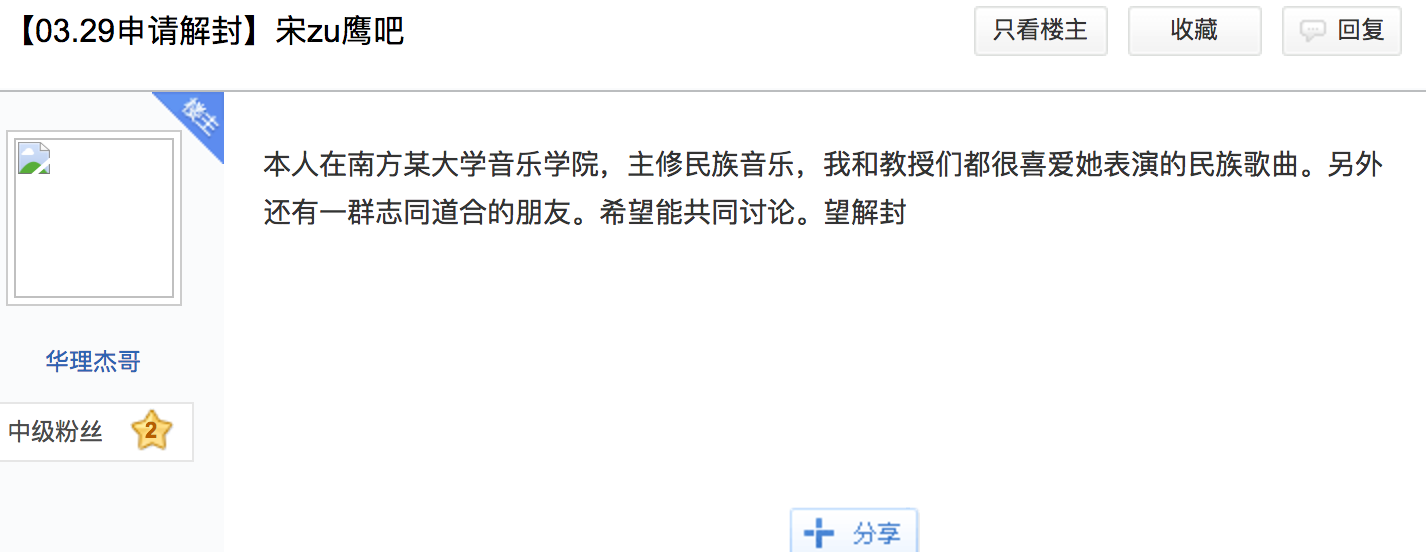 【03.29申请解封】宋zu鹰吧
只看楼主
收藏
回复
楼主
本人在南方某大学音乐学院，主修民族音乐，我和教授们都很喜爱她表演的民族歌曲。另外
还有一群志同道合的朋友。希望能共同讨论。望解封
华理杰哥
中级粉丝 2
分享